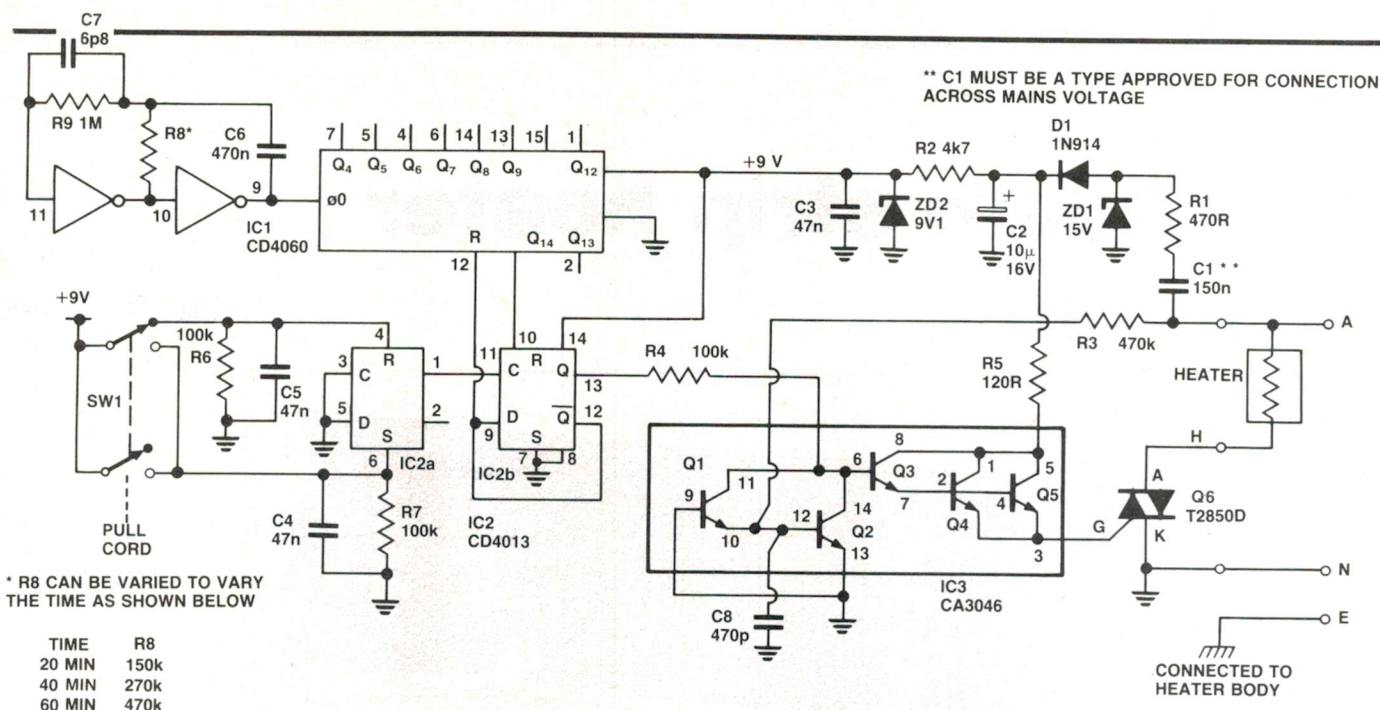 C7
6p8
R9 1M
R8*
C6
470n
11
10
9
IC1
CD4060
7
5
4
6
14
13
15
1
Q4
Q5
Q6
Q7
Q8
Q9
Q12
ø0
R
Q14
Q13
12
2
** C1 MUST BE A TYPE APPROVED FOR CONNECTION
ACROSS MAINS VOLTAGE
+9 V
R2 4k7
D1
1N914
C3
47n
ZD2
9V1
+
C2
10µ
16V
ZD1
15V
R1
470R
C1 **
150n
+9V
SW1
PULL
CORD
100k
R6
C5
47n
4
3
R
C
1
5
D
2
S
6
IC2a
C4
47n
R7
100k
10
14
11
R
C
Q
13
D
Q
12
9
S
7
8
IC2b
IC2
CD4013
R4
100k
R3
470k
R5
120R
A
HEATER
H
A
Q6
T2850D
G
K
N
E
CONNECTED TO
HEATER BODY
Q1
9
11
10
12
14
Q2
13
6
8
Q3
7
2
1
Q4
4
5
Q5
3
IC3
CA3046
C8
470p
* R8 CAN BE VARIED TO VARY
THE TIME AS SHOWN BELOW
TIME R8
20 MIN 150k
40 MIN 270k
60 MIN 470k